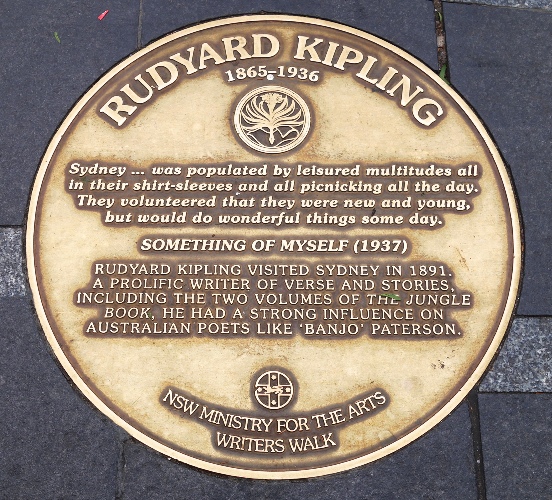 RUDYARD KIPLING
1865-1936
Sydney ... was populated by leisured multitudes all
in their shirt-sleeves and all picnicking all the day.
They volunteered that they were new and young,
but would do wonderful things some day.
SOMETHING OF MYSELF (1937)
RUDYARD KIPLING VISITED SYDNEY IN 1891.
A PROLIFIC WRITER OF VERSE AND STORIES,
INCLUDING THE TWO VOLUMES OF THE JUNGLE
BOOK, HE HAD A STRONG INFLUENCE ON
AUSTRALIAN POETS LIKE 'BANJO' PATERSON.
NSW MINISTRY FOR THE ARTS
WRITERS WALK